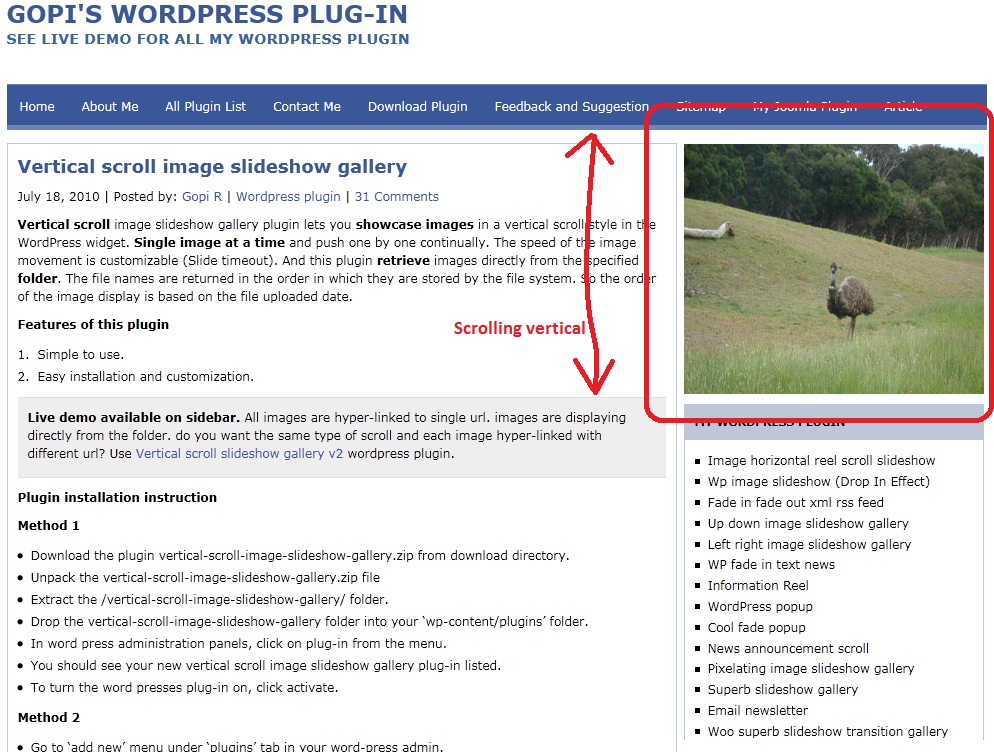 GOPI'S WORDPRESS PLUG-IN
SEE LIVE DEMO FOR ALL MY WORDPRESS PLUGIN
Home About Me All Plugin List Contact Me Download Plugin Feedback and Suggestion Sitemap My Joomla Plugin Article
Vertical scroll image slideshow gallery
July 18, 2010 | Posted by: Gopi R | Wordpress plugin | 31 Comments
Vertical scroll image slideshow gallery plugin lets you showcase images in a vertical scroll style in the
WordPress widget. Single image at a time and push one by one continually. The speed of the image
movement is customizable (Slide timeout). And this plugin retrieve images directly from the specified
folder. The file names are returned in the order in which they are stored by the file system. So the order
of the image display is based on the file uploaded date.
Features of this plugin
Scrolling vertical
1. Simple to use.
2. Easy installation and customization.
Live demo available on sidebar. All images are hyper-linked to single url. images are displaying
directly from the folder. do you want the same type of scroll and each image hyper-linked with
different url? Use Vertical scroll slideshow gallery v2 wordpress plugin.
Plugin installation instruction
Method 1
• Download the plugin vertical-scroll-image-slideshow-gallery.zip from download directory.
• Unpack the vertical-scroll-image-slideshow-gallery.zip file
• Extract the /vertical-scroll-image-slideshow-gallery/ folder.
• Drop the vertical-scroll-image-slideshow-gallery folder into your ‘wp-content/plugins’ folder.
• In word press administration panels, click on plug-in from the menu.
• You should see your new vertical scroll image slideshow gallery plug-in listed.
• To turn the word presses plug-in on, click activate.
Method 2
• Go to ‘add new’ menu under ‘plugins’ tab in your word-press admin.
MY WORDPRESS PLUGIN
▪ Image horizontal reel scroll slideshow
▪ Wp image slideshow (Drop In Effect)
▪ Fade in fade out xml rss feed
▪ Up down image slideshow gallery
▪ Left right image slideshow gallery
▪ WP fade in text news
▪ Information Reel
▪ WordPress popup
▪ Cool fade popup
▪ News announcement scroll
▪ Pixelating image slideshow gallery
▪ Superb slideshow gallery
▪ Email newsletter
▪ Woo superb slideshow transition gallery